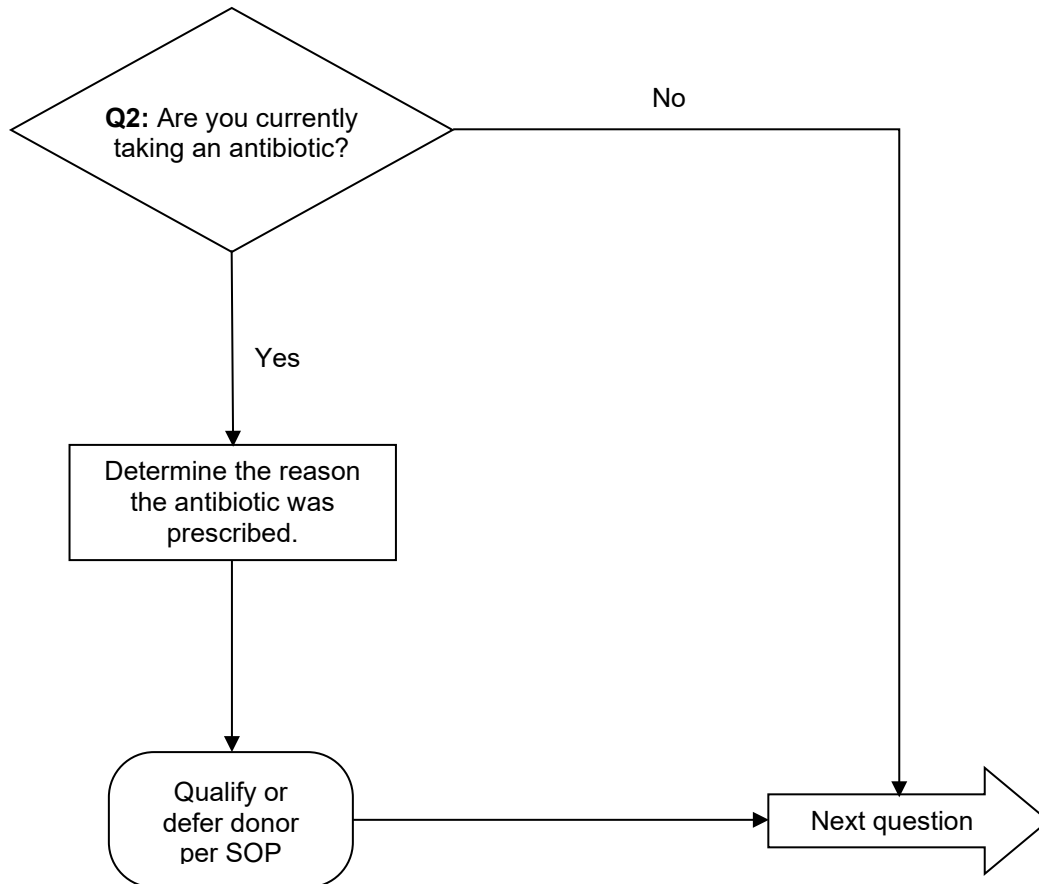 Q2: Are you currently
taking an antibiotic?
No
Yes
Determine the reason
the antibiotic was
prescribed.
Qualify or
defer donor
per SOP
Next question